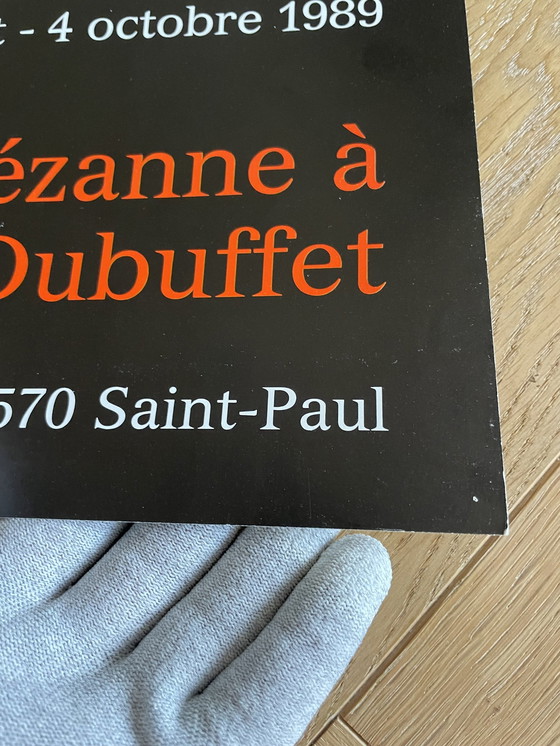 t - 4 octobre 1989
ézanne à
Dubuffet
570 Saint-Paul